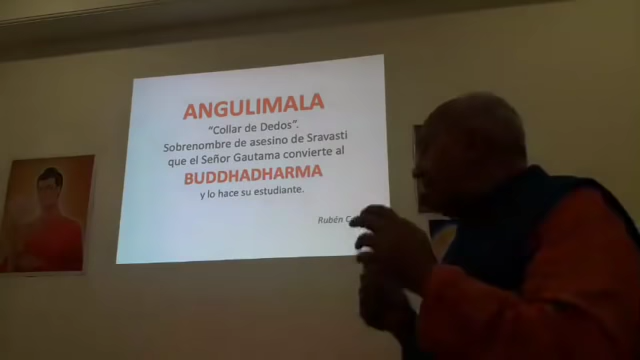 ANGULIMALA
"Collar de Dedos".
Sobrenombre de asesino de Sravasti
que el Señor Gautama convierte al
BUDDHADHARMA
y lo hace su estudiante.
Rubén